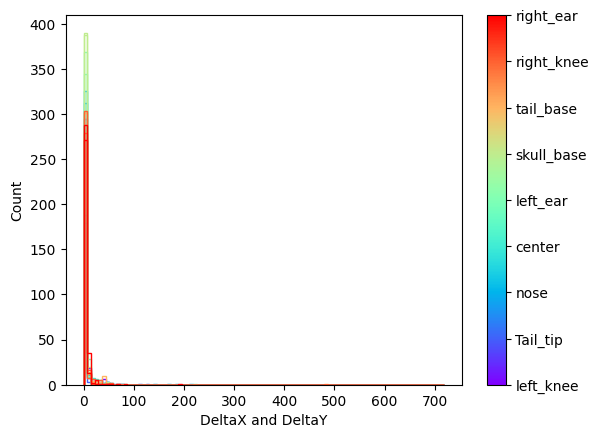 400
350
300
250
200
150
100
50
0
Count
0 100 200 300 400 500 600 700
DeltaX and DeltaY
right_ear
right_knee
tail_base
skull_base
left_ear
center
nose
Tail_tip
left_knee